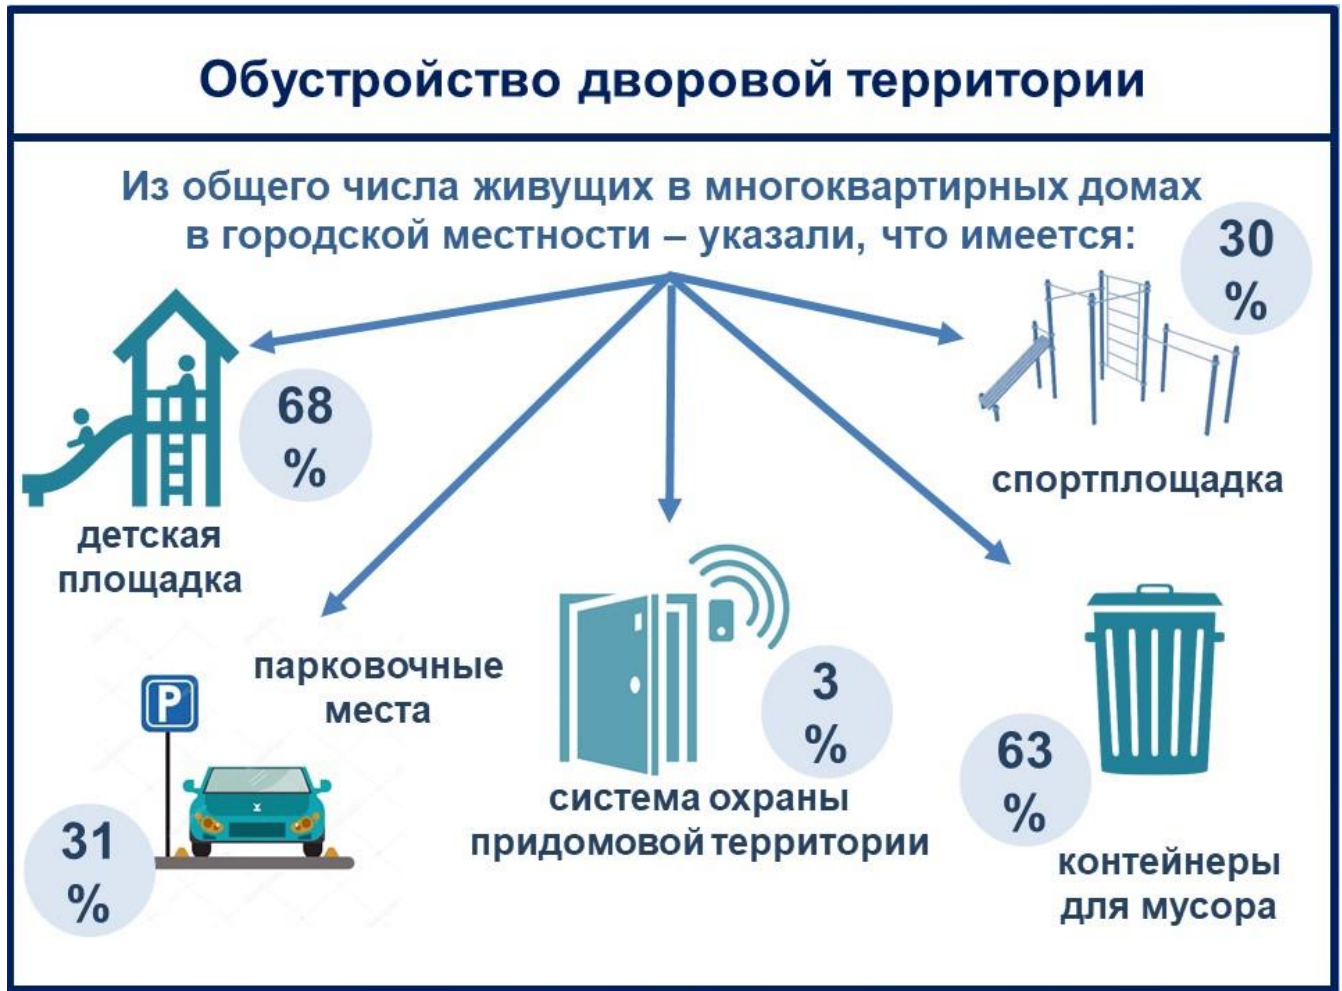 Обустройство дворовой территории
Из общего числа живущих в многоквартирных домах
в городской местности – указали, что имеется:
30
%
спортплощадка
68
%
детская
площадка
парковочные
места
P
31
%
3
%
система охраны
придомовой территории
63
%
контейнеры
для мусора